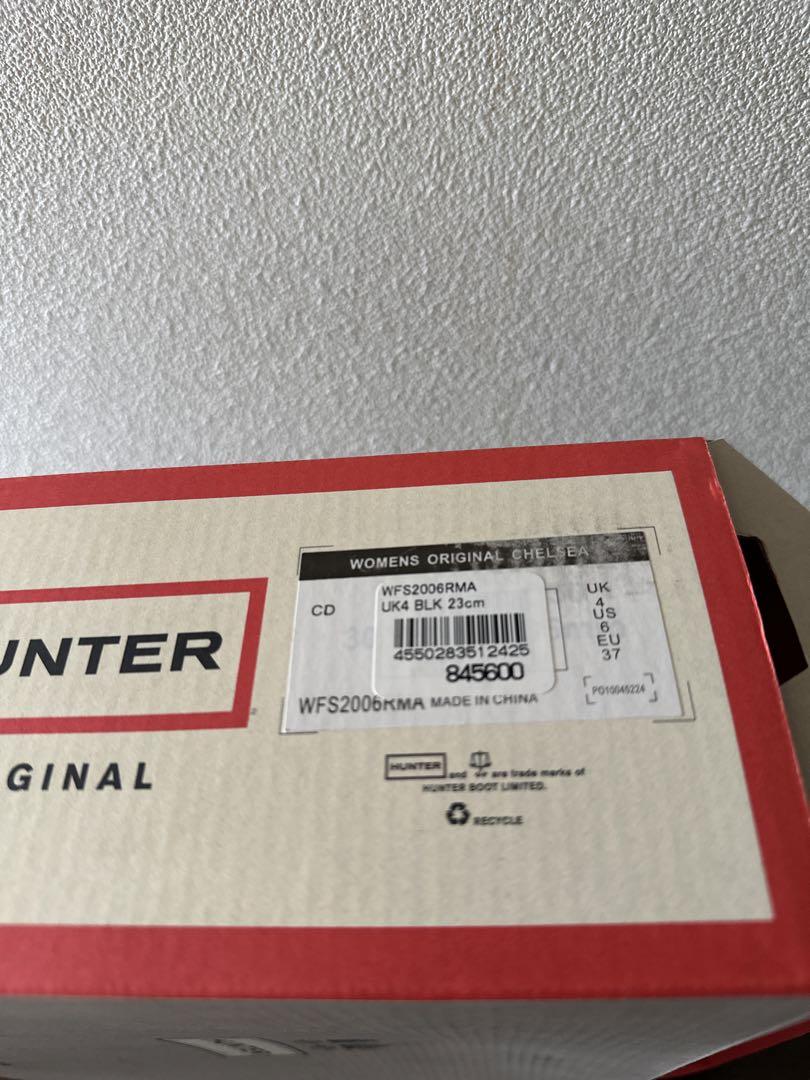 UNTER
GINAL
WOMENS ORIGINAL CHELSEA
CD
WFS2006RMA
UK4 BLK 23cm
4550283512425
845600
UK
4
US
6
EU
37
WFS2006RMA MADE IN CHINA
PO10045224
HUNTER and are trade marks of
HUNTER BOOT LIMITED.
RECYCLE